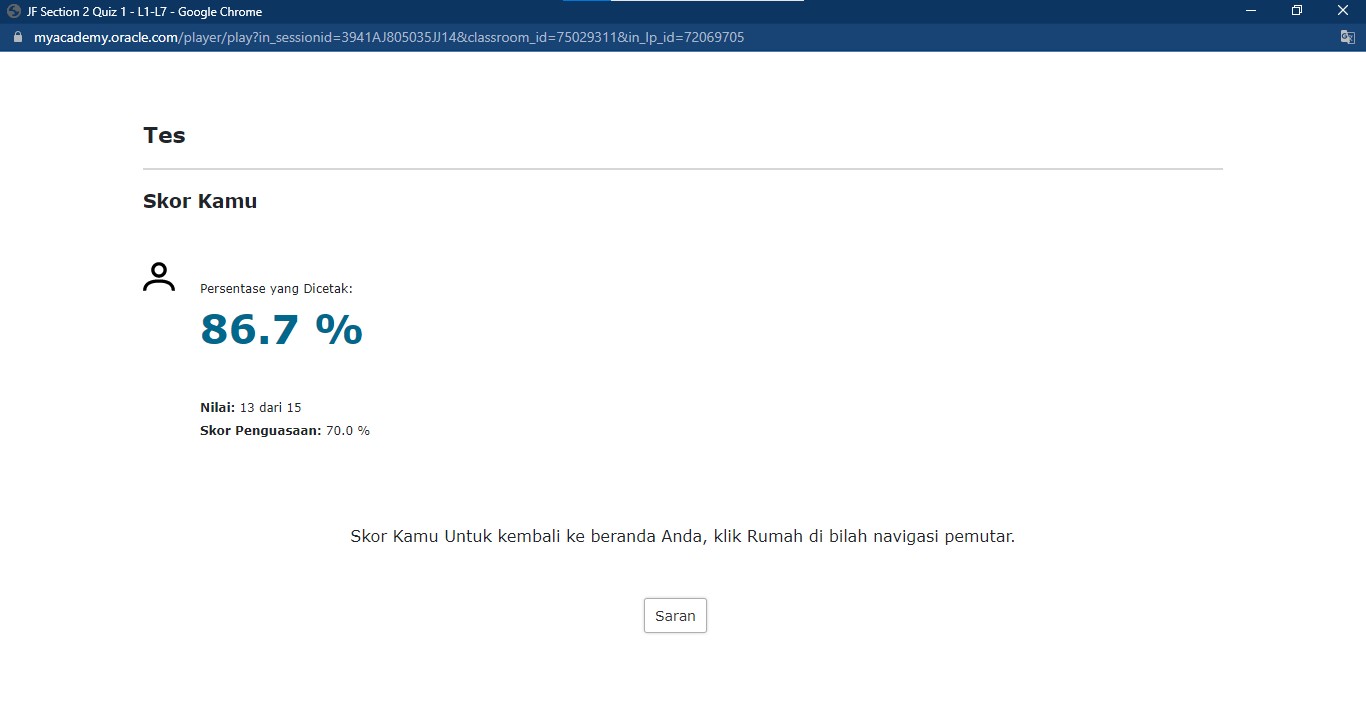 JF Section 2 Quiz 1 - L1-L7 - Google Chrome
myacademy.oracle.com/player/play?in_sessionid=3941AJ805035JJ14&classroom_id=75029311&in_lp_id=72069705
Tes
Skor Kamu
Persentase yang Dicetak:
86.7 %
Nilai: 13 dari 15
Skor Penguasaan: 70.0 %
Skor Kamu Untuk kembali ke beranda Anda, klik Rumah di bilah navigasi pemutar.
Saran